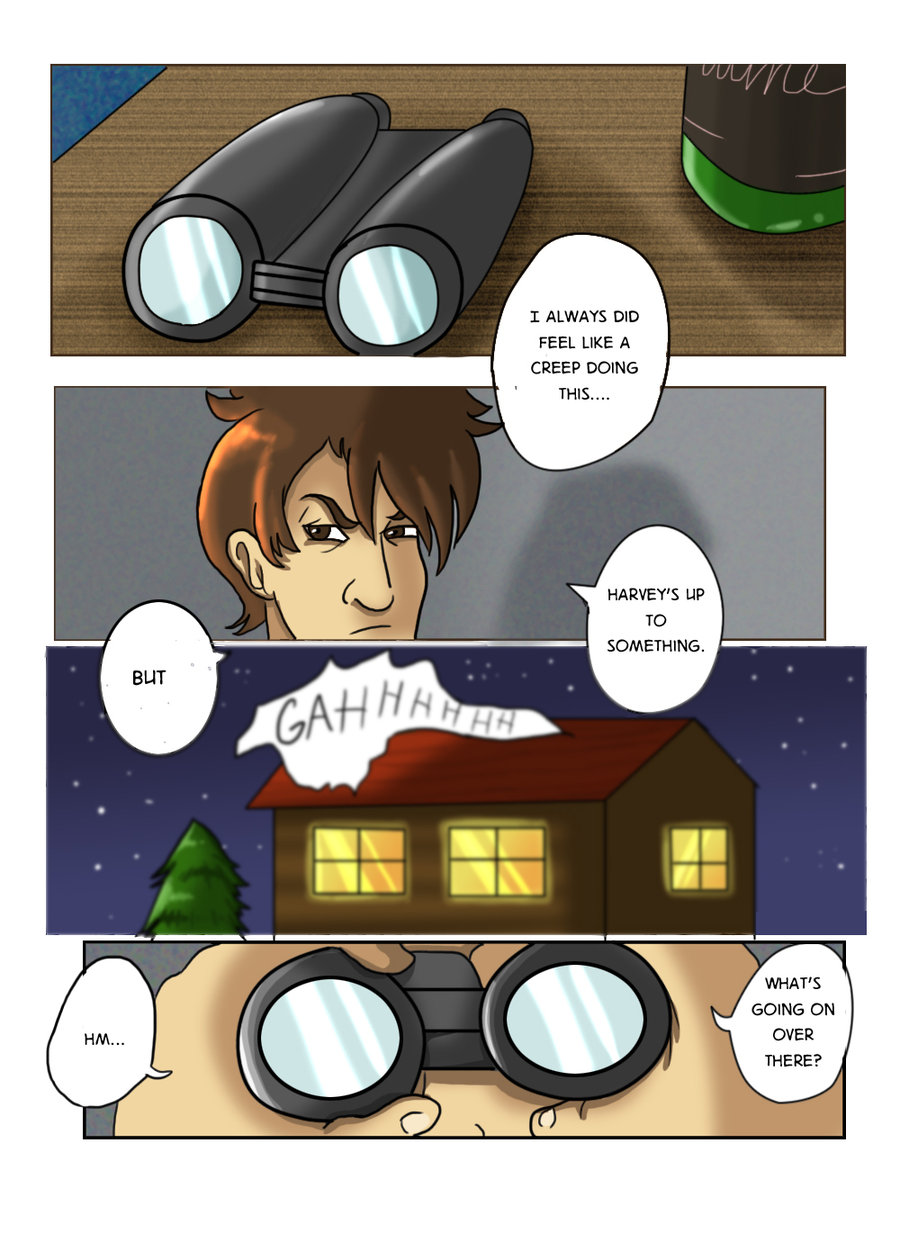 wine
I ALWAYS DID
FEEL LIKE A
CREEP DOING
THIS....
HARVEY'S UP
TO
SOMETHING.
BUT
GAHHHHHH
HM...
WHAT'S
GOING ON
OVER
THERE?